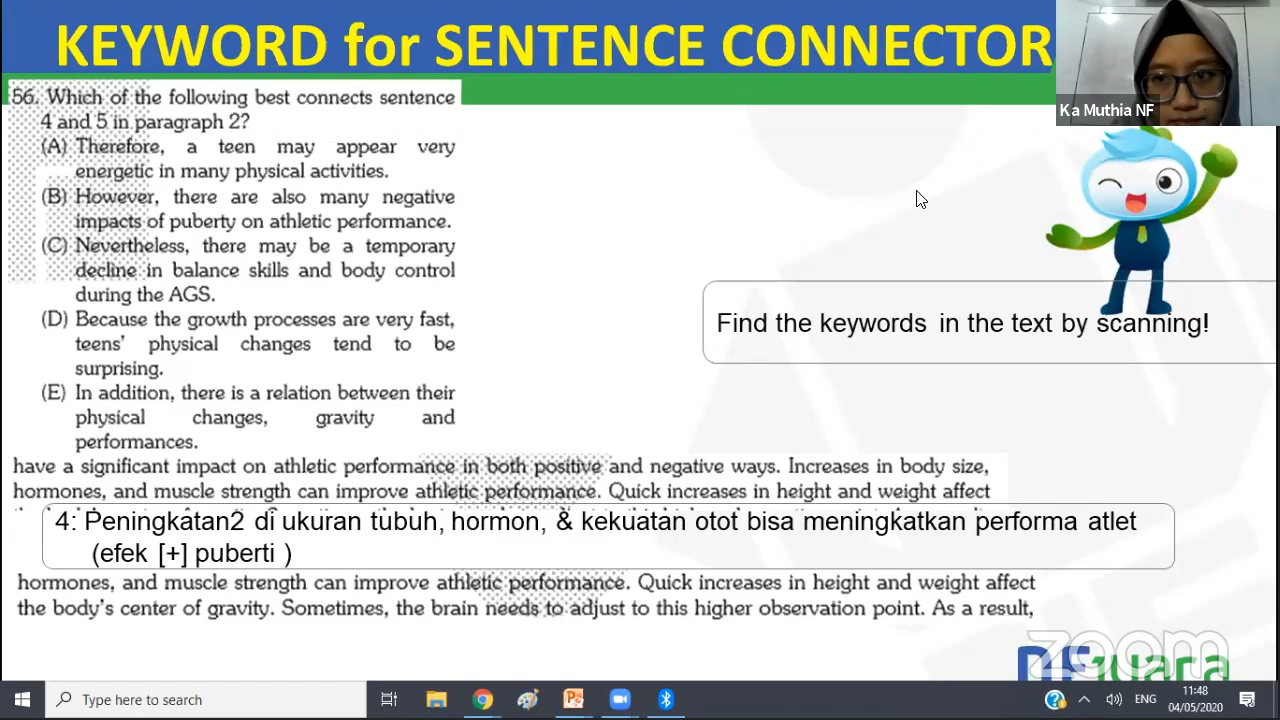 KEYWORD for SENTENCE CONNECTOR
Ka Muthia NF
56. Which of the following best connects sentence
4 and 5 in paragraph 2?
(A) Therefore, a teen may appear very
energetic in many physical activities.
(B) However, there are also many negative
impacts of puberty on athletic performance.
(C) Nevertheless, there may be a temporary
decline in balance skills and body control
during the AGS.
(D) Because the growth processes are very fast,
teens' physical changes tend to be
surprising.
(E) In addition, there is a relation between their
physical changes, gravity and
performances.
Find the keywords in the text by scanning!
have a significant impact on athletic performance in both positive and negative ways. Increases in body size,
hormones, and muscle strength can improve athletic performance. Quick increases in height and weight affect
4: Peningkatan2 di ukuran tubuh, hormon, & kekuatan otot bisa meningkatkan performa atlet
(efek [+] puberti )
hormones, and muscle strength can improve athletic performance. Quick increases in height and weight affect
the body's center of gravity. Sometimes, the brain needs to adjust to this higher observation point. As a result,
zoom
Type here to search
ENG
11:48
04/05/2020